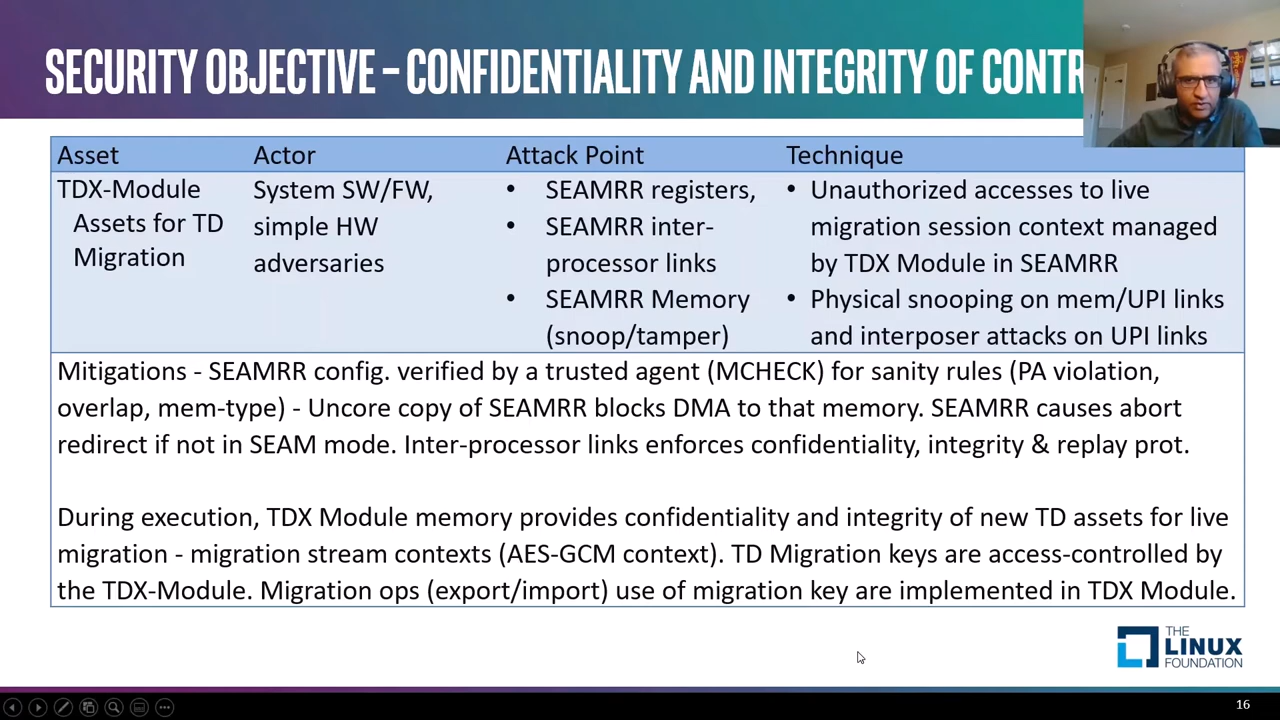 SECURITY OBJECTIVE – CONFIDENTIALITY AND INTEGRITY OF CONTR
Asset Actor Attack Point Technique
TDX-Module
Assets for TD
Migration
System SW/FW,
simple HW
adversaries
• SEAMRR registers,
• SEAMRR inter-
processor links
• SEAMRR Memory
(snoop/tamper)
• Unauthorized accesses to live
migration session context managed
by TDX Module in SEAMRR
• Physical snooping on mem/UPI links
and interposer attacks on UPI links
Mitigations - SEAMRR config. verified by a trusted agent (MCHECK) for sanity rules (PA violation,
overlap, mem-type) - Uncore copy of SEAMRR blocks DMA to that memory. SEAMRR causes abort
redirect if not in SEAM mode. Inter-processor links enforces confidentiality, integrity & replay prot.
During execution, TDX Module memory provides confidentiality and integrity of new TD assets for live
migration - migration stream contexts (AES-GCM context). TD Migration keys are access-controlled by
the TDX-Module. Migration ops (export/import) use of migration key are implemented in TDX Module.
THE
LINUX
FOUNDATION
16